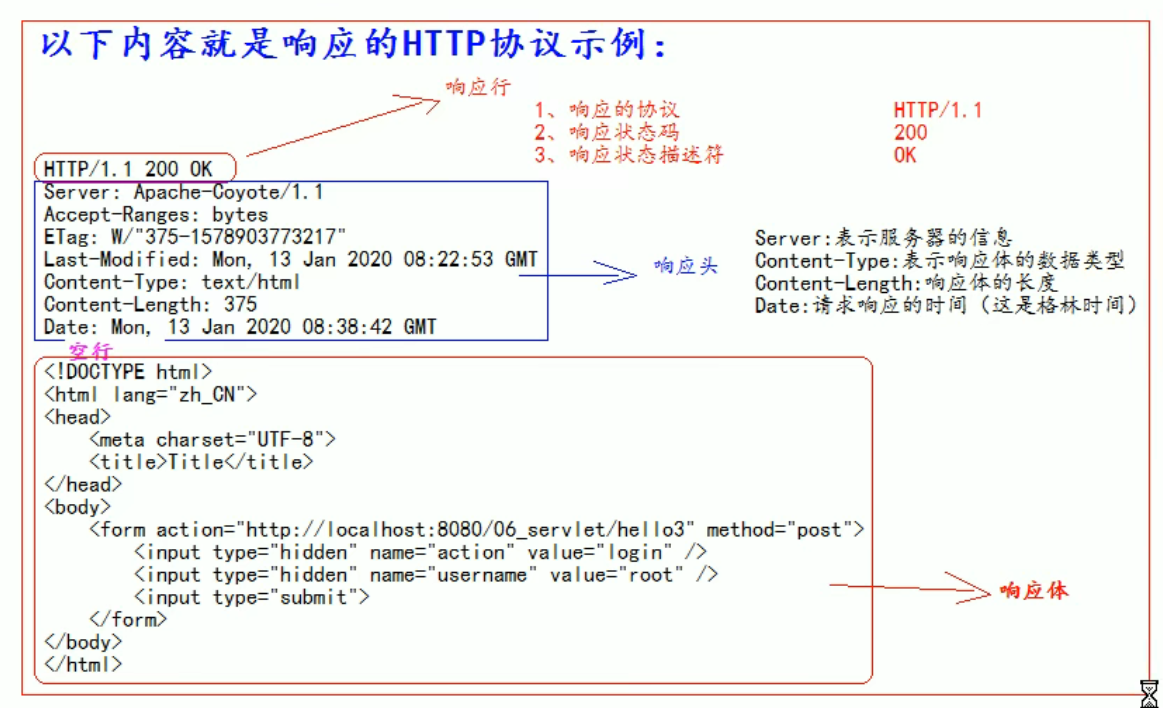 以下内容就是响应的HTTP协议示例：
响应行
1、响应的协议 HTTP/1.1
2、响应状态码 200
3、响应状态描述符 OK
HTTP/1.1 200 OK
Server: Apache-Coyote/1.1
Accept-Ranges: bytes
ETag: W/"375-1578903773217"
Last-Modified: Mon, 13 Jan 2020 08:22:53 GMT
Content-Type: text/html
Content-Length: 375
Date: Mon, 13 Jan 2020 08:38:42 GMT
响应头
Server:表示服务器的信息
Content-Type:表示响应体的数据类型
Content-Length:响应体的长度
Date:请求响应的时间（这是格林时间）
空行
<!DOCTYPE html>
<html lang="zh_CN">
<head>
    <meta charset="UTF-8">
    <title>Title</title>
</head>
<body>
    <form action="http://localhost:8080/06_servlet/hello3" method="post">
        <input type="hidden" name="action" value="login" />
        <input type="hidden" name="username" value="root" />
        <input type="submit">
    </form>
</body>
</html>
响应体